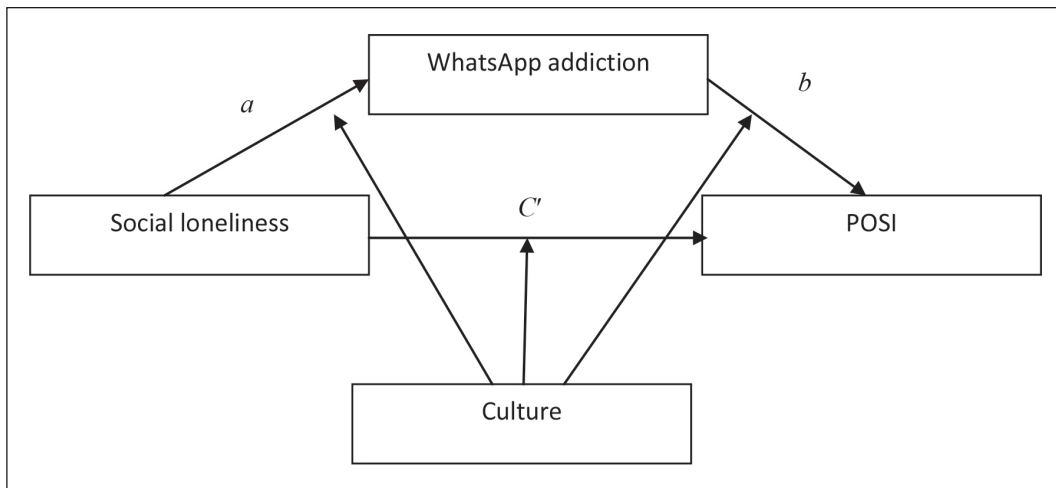 WhatsApp addiction
a
b
Social loneliness
C'
POSI
Culture